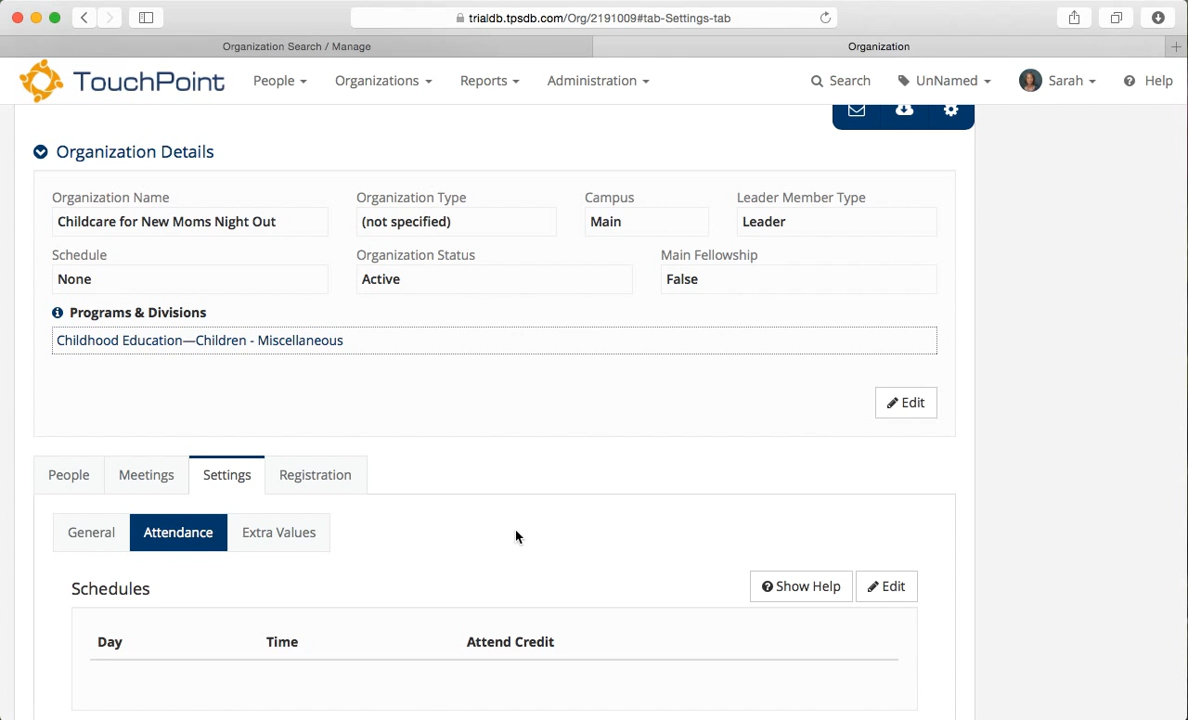 trialdb.tpsdb.com/Org/2191009#tab-Settings-tab
Organization Search / Manage
Organization
TouchPoint
People
Organizations
Reports
Administration
Search
UnNamed
Sarah
Help
Organization Details
Organization Name
Organization Type
Campus
Leader Member Type
Childcare for New Moms Night Out
(not specified)
Main
Leader
Schedule
Organization Status
Main Fellowship
None
Active
False
Programs & Divisions
Childhood Education—Children - Miscellaneous
Edit
People
Meetings
Settings
Registration
General
Attendance
Extra Values
Schedules
Show Help
Edit
Day
Time
Attend Credit